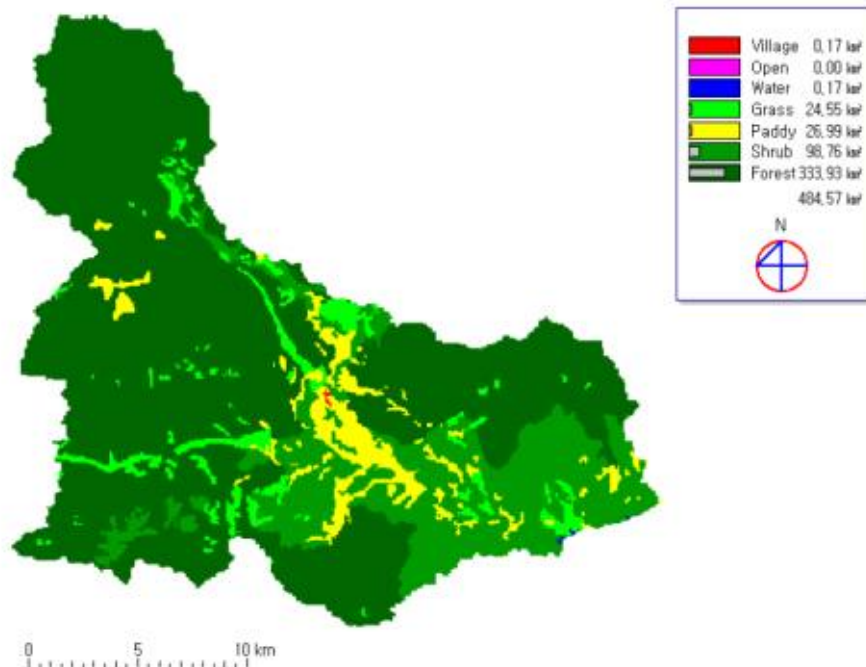 Village 0,17 ㎢
Open 0,00 ㎢
Water 0,17 ㎢
Grass 24,55 ㎢
Paddy 26,99 ㎢
Shrub 98,76 ㎢
Forest 333,93 ㎢
484,57 ㎢
N
0 5 10 km